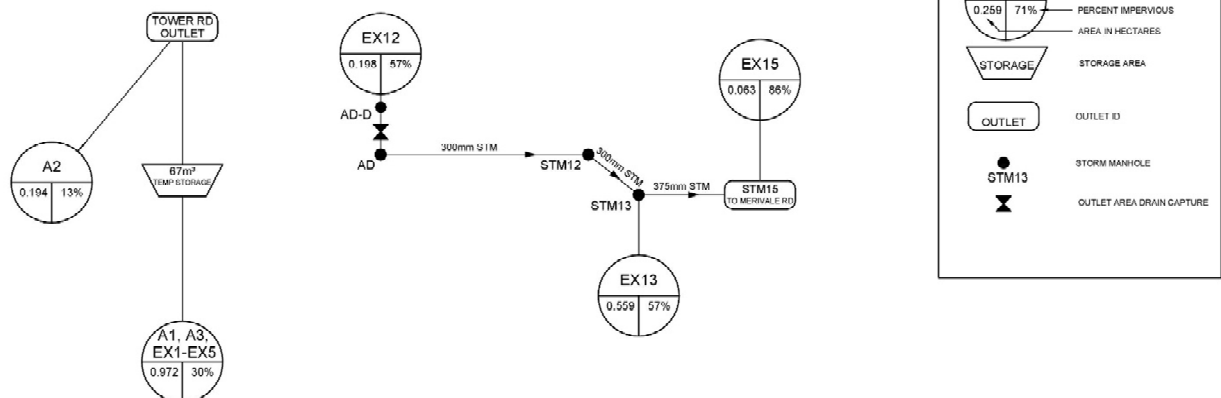 TOWER RD
OUTLET
A2
0.194 13%
67m³
TEMP STORAGE
A1, A3,
EX1-EX5
0.972 30%
EX12
0.198 57%
AD-D
AD
300mm STM
STM12
300mm STM
STM13
375mm STM
EX15
0.063 86%
STM15
TO MERIVALE RD
EX13
0.559 57%
0.259 71%
PERCENT IMPERVIOUS
AREA IN HECTARES
STORAGE
STORAGE AREA
OUTLET
OUTLET ID
STM13
STORM MANHOLE
OUTLET AREA DRAIN CAPTURE